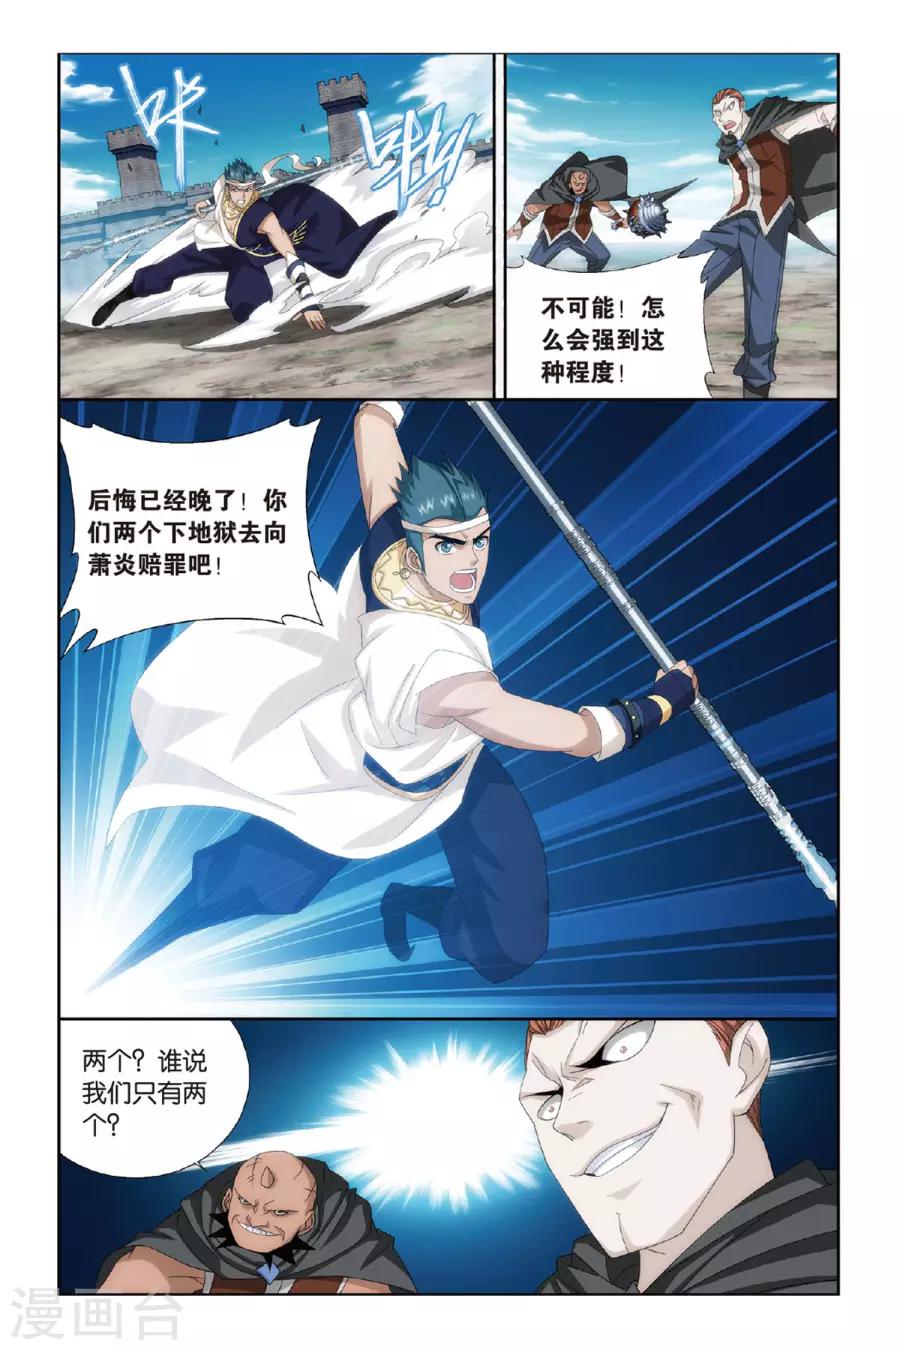 咔
咔!
不可能！怎
么会强到这
种程度！
后悔已经晚了！你
们两个下地狱去向
萧炎赔罪吧！
两个？谁说
我们只有两
个？
漫画台